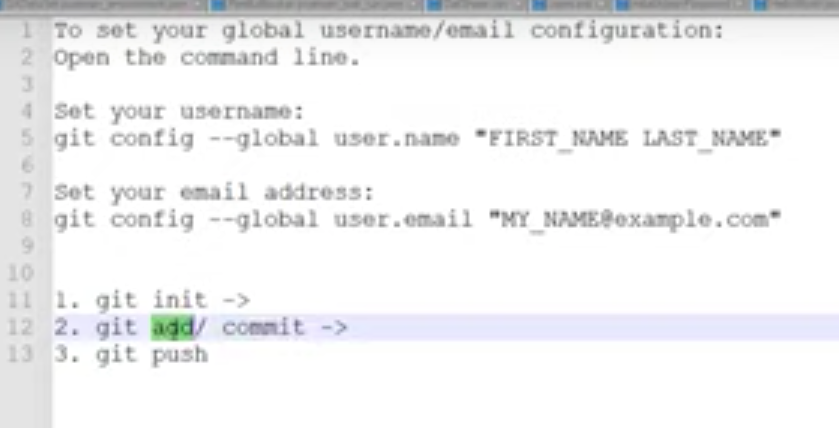 1 To set your global username/email configuration:
2 Open the command line.
3
4 Set your username:
5 git config --global user.name "FIRST_NAME LAST_NAME"
6
7 Set your email address:
8 git config --global user.email "MY_NAME@example.com"
9
10
11 1. git init ->
12 2. git add/ commit ->
13 3. git push